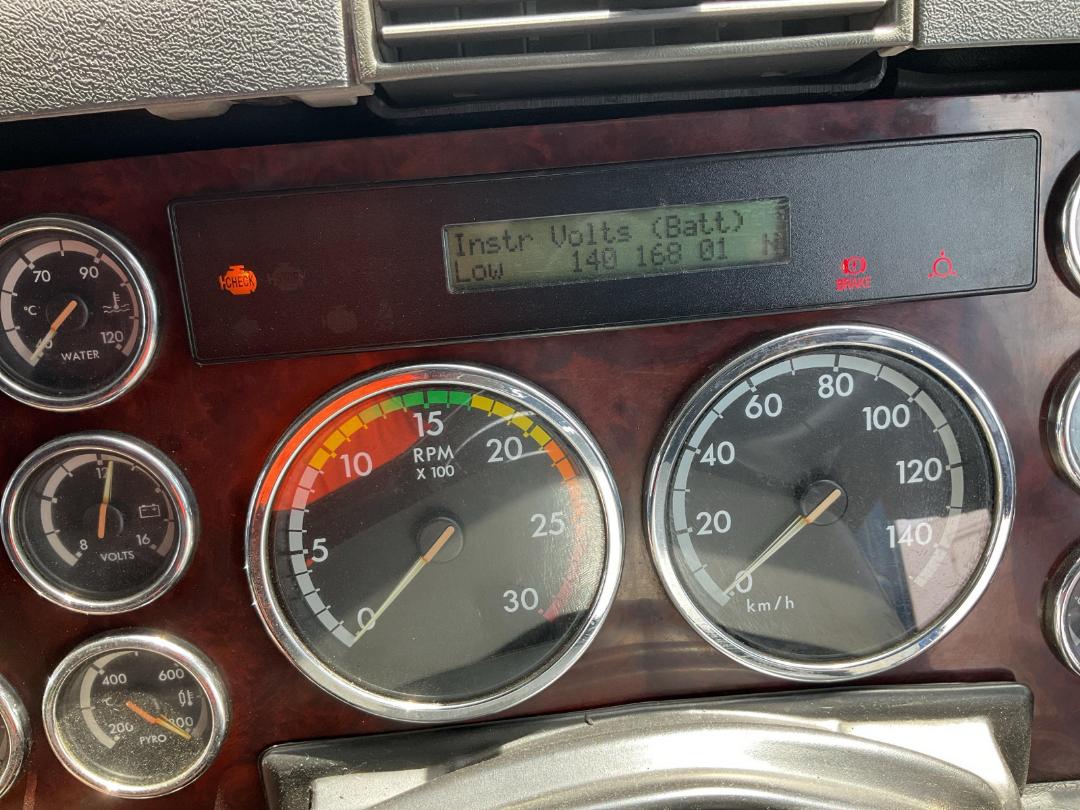 Instr Volts (Batt)
Low 140 168 01
CHECK
BRAKE
70 90
°C
120
WATER
12
8 16
VOLTS
400 600
°C
200 800
PYRO
0 5 10 15 20 25 30
RPM
X 100
0 20 40 60 80 100 120 140
km/h